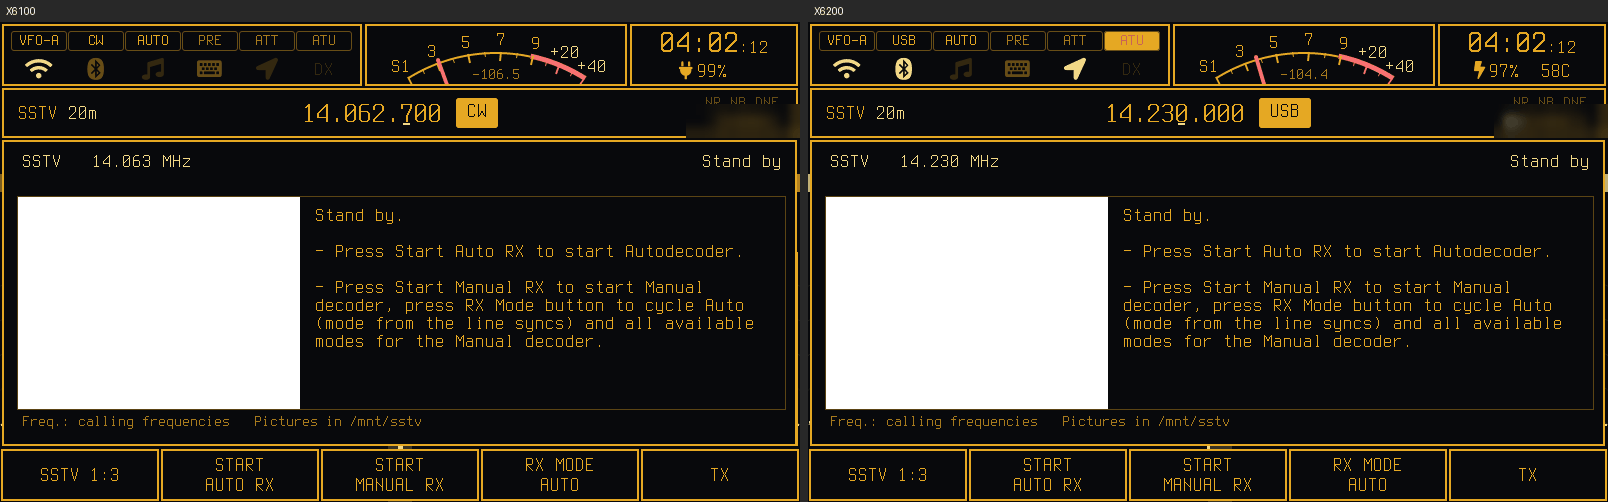 X6100
VFO-A CW AUTO PRE ATT ATU
DX
S1 3 5 7 9 +20 +40
-106.5
04:02:12
99%
SSTV 20m
14.062.700 CW
NR NB DNF
SSTV 14.063 MHz
Stand by
Stand by.
- Press Start Auto RX to start Autodecoder.
- Press Start Manual RX to start Manual
decoder, press RX Mode button to cycle Auto
(mode from the line syncs) and all available
modes for the Manual decoder.
Freq.: calling frequencies Pictures in /mnt/sstv
SSTV 1:3
START
AUTO RX
START
MANUAL RX
RX MODE
AUTO
TX
X6200
VFO-A USB AUTO PRE ATT ATU
DX
S1 3 5 7 9 +20 +40
-104.4
04:02:12
97% 58C
SSTV 20m
14.230.000 USB
NR NB DNF
SSTV 14.230 MHz
Stand by
Stand by.
- Press Start Auto RX to start Autodecoder.
- Press Start Manual RX to start Manual
decoder, press RX Mode button to cycle Auto
(mode from the line syncs) and all available
modes for the Manual decoder.
Freq.: calling frequencies Pictures in /mnt/sstv
SSTV 1:3
START
AUTO RX
START
MANUAL RX
RX MODE
AUTO
TX